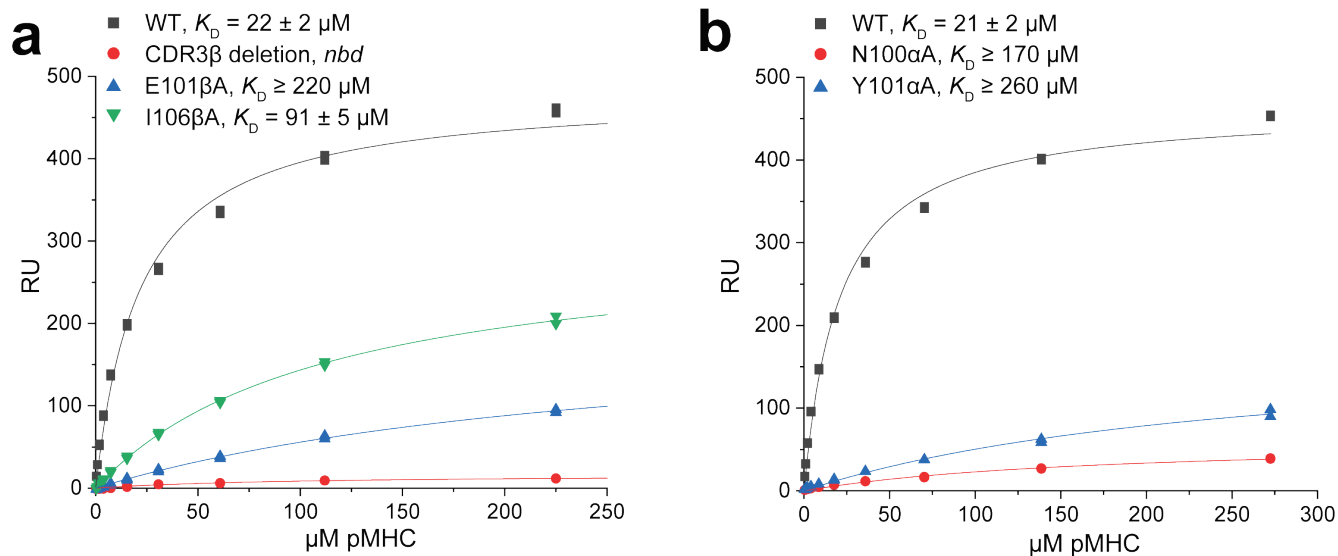 a
WT, KD = 22 ± 2 µM
CDR3β deletion, nbd
E101βA, KD ≥ 220 µM
I106βA, KD = 91 ± 5 µM
500
400
300
200
100
0
RU
0 50 100 150 200 250
µM pMHC
b
WT, KD = 21 ± 2 µM
N100αA, KD ≥ 170 µM
Y101αA, KD ≥ 260 µM
500
400
300
200
100
0
RU
0 50 100 150 200 250 300
µM pMHC